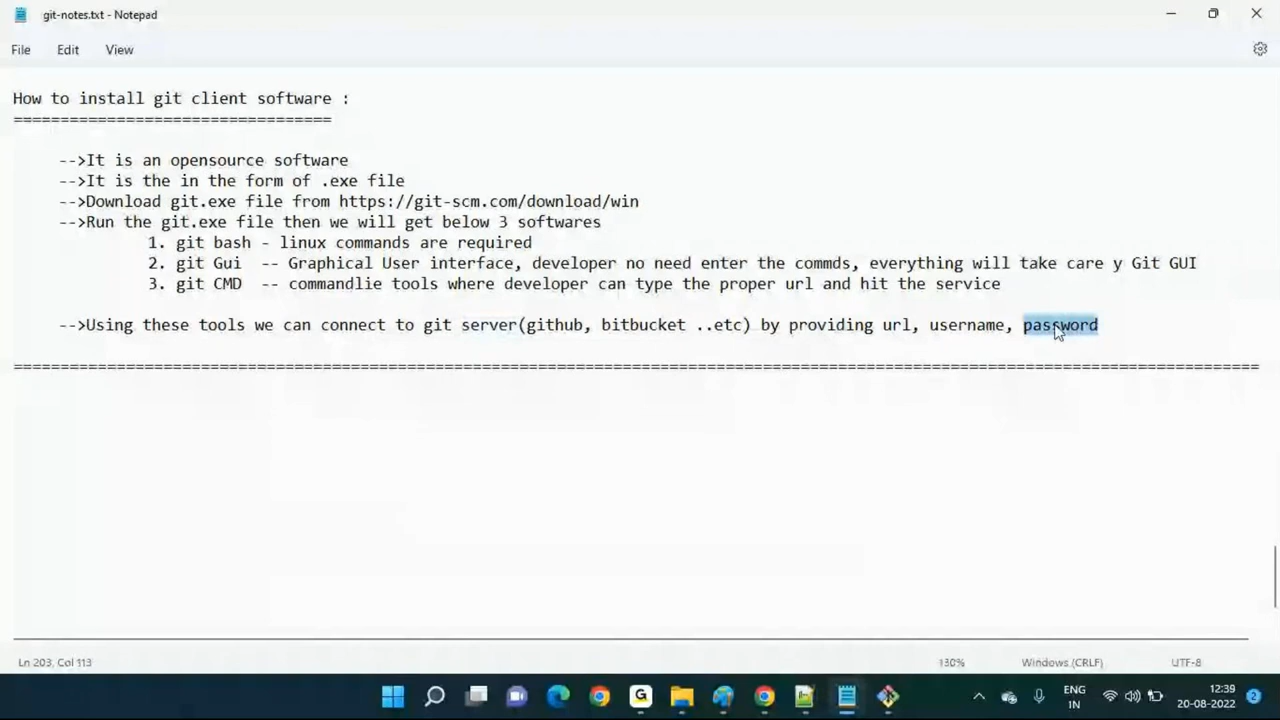 git-notes.txt - Notepad
File Edit View
How to install git client software :
==================================
-->It is an opensource software
-->It is the in the form of .exe file
-->Download git.exe file from https://git-scm.com/download/win
-->Run the git.exe file then we will get below 3 softwares
1. git bash - linux commands are required
2. git Gui -- Graphical User interface, developer no need enter the commds, everything will take care y Git GUI
3. git CMD -- commandlie tools where developer can type the proper url and hit the service
-->Using these tools we can connect to git server(github, bitbucket ..etc) by providing url, username, password
=====================================================================================================================================
Ln 203, Col 113 130% Windows (CRLF) UTF-8
ENG 12:39
IN 20-08-2022 2